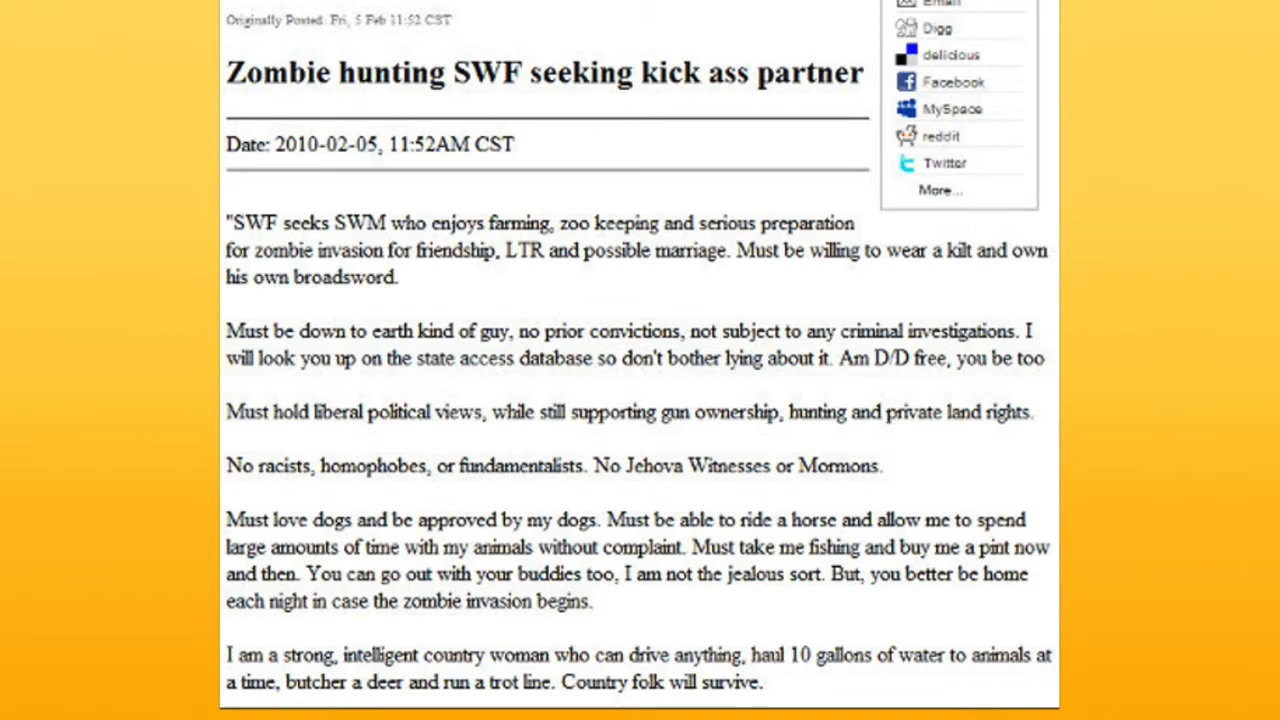 Originally Posted: Fri, 5 Feb 11:52 CST
Zombie hunting SWF seeking kick ass partner
Date: 2010-02-05, 11:52AM CST
Email
Digg
delicious
Facebook
MySpace
reddit
Twitter
More...
"SWF seeks SWM who enjoys farming, zoo keeping and serious preparation
for zombie invasion for friendship, LTR and possible marriage. Must be willing to wear a kilt and own
his own broadsword.
Must be down to earth kind of guy, no prior convictions, not subject to any criminal investigations. I
will look you up on the state access database so don't bother lying about it. Am D/D free, you be too
Must hold liberal political views, while still supporting gun ownership, hunting and private land rights.
No racists, homophobes, or fundamentalists. No Jehova Witnesses or Mormons.
Must love dogs and be approved by my dogs. Must be able to ride a horse and allow me to spend
large amounts of time with my animals without complaint. Must take me fishing and buy me a pint now
and then. You can go out with your buddies too, I am not the jealous sort. But, you better be home
each night in case the zombie invasion begins.
I am a strong, intelligent country woman who can drive anything, haul 10 gallons of water to animals at
a time, butcher a deer and run a trot line. Country folk will survive.